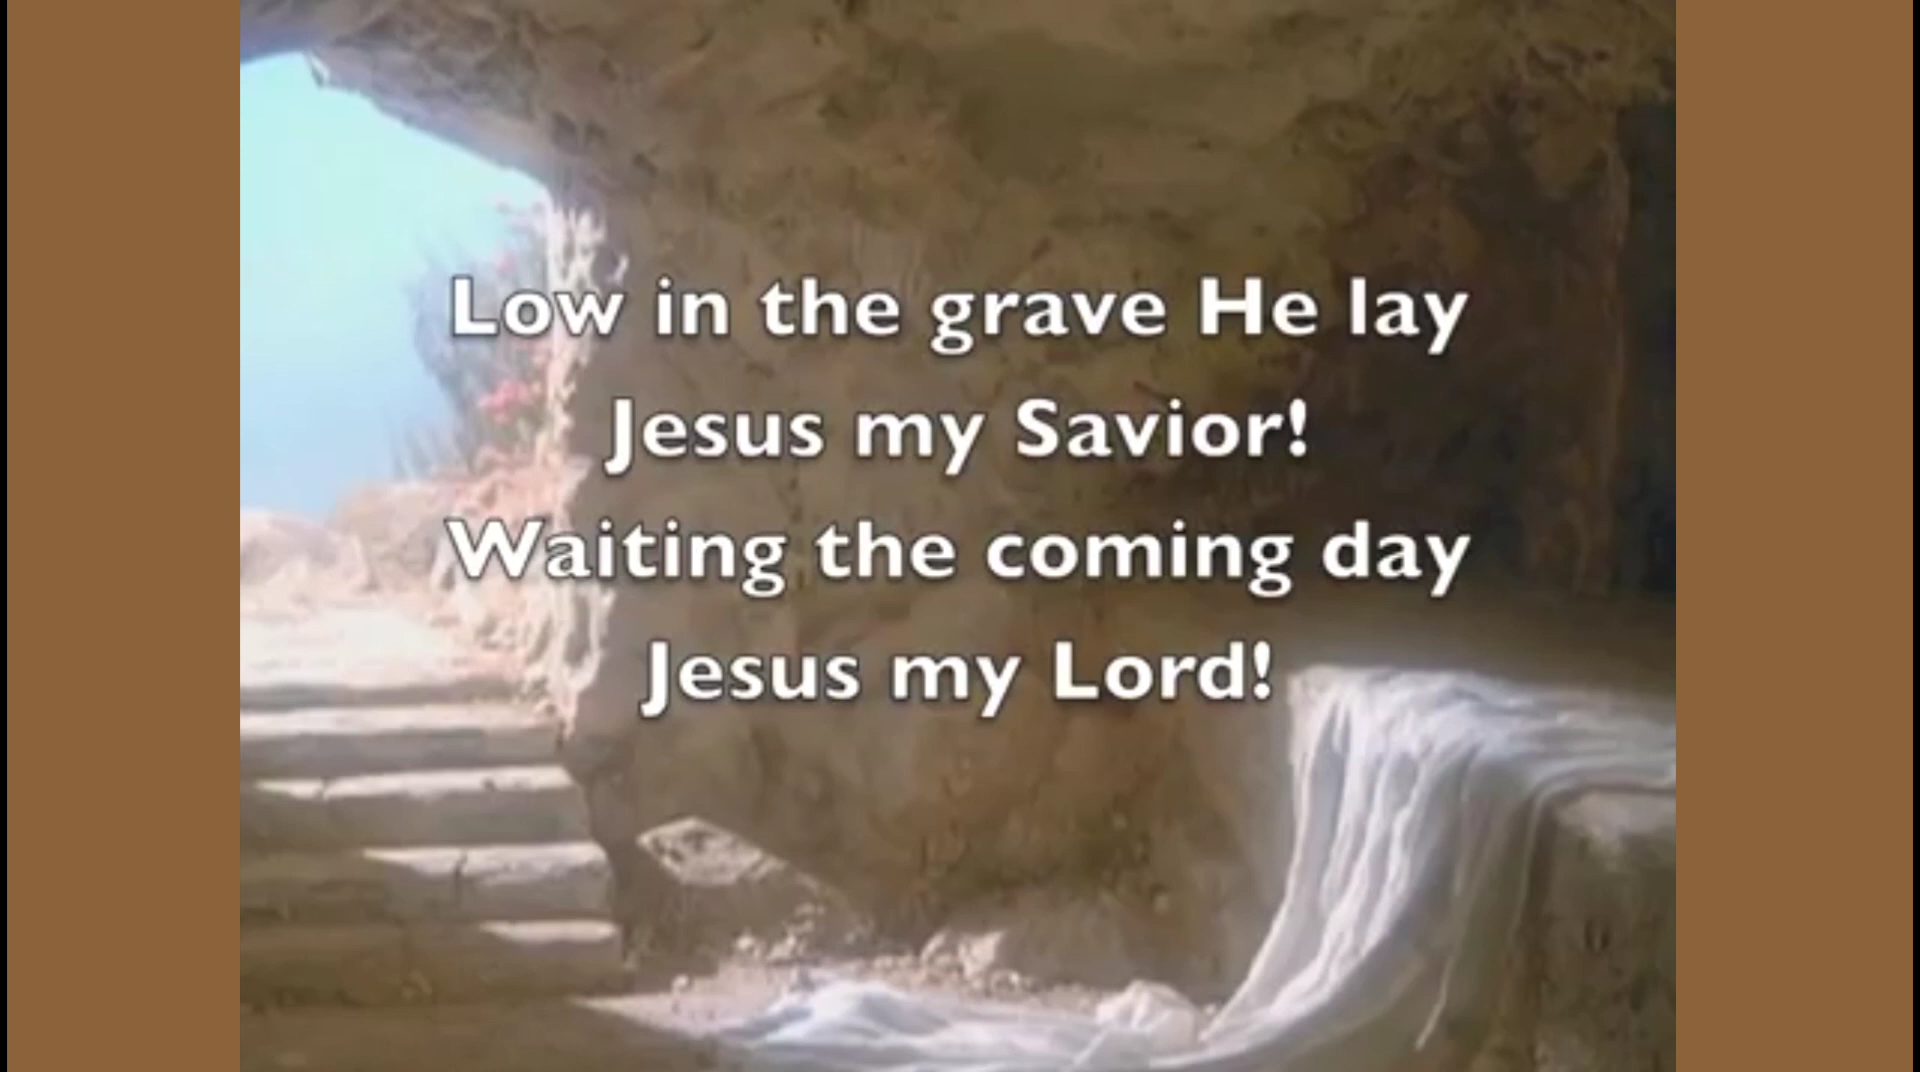 Low in the grave He lay
Jesus my Savior!
Waiting the coming day
Jesus my Lord!